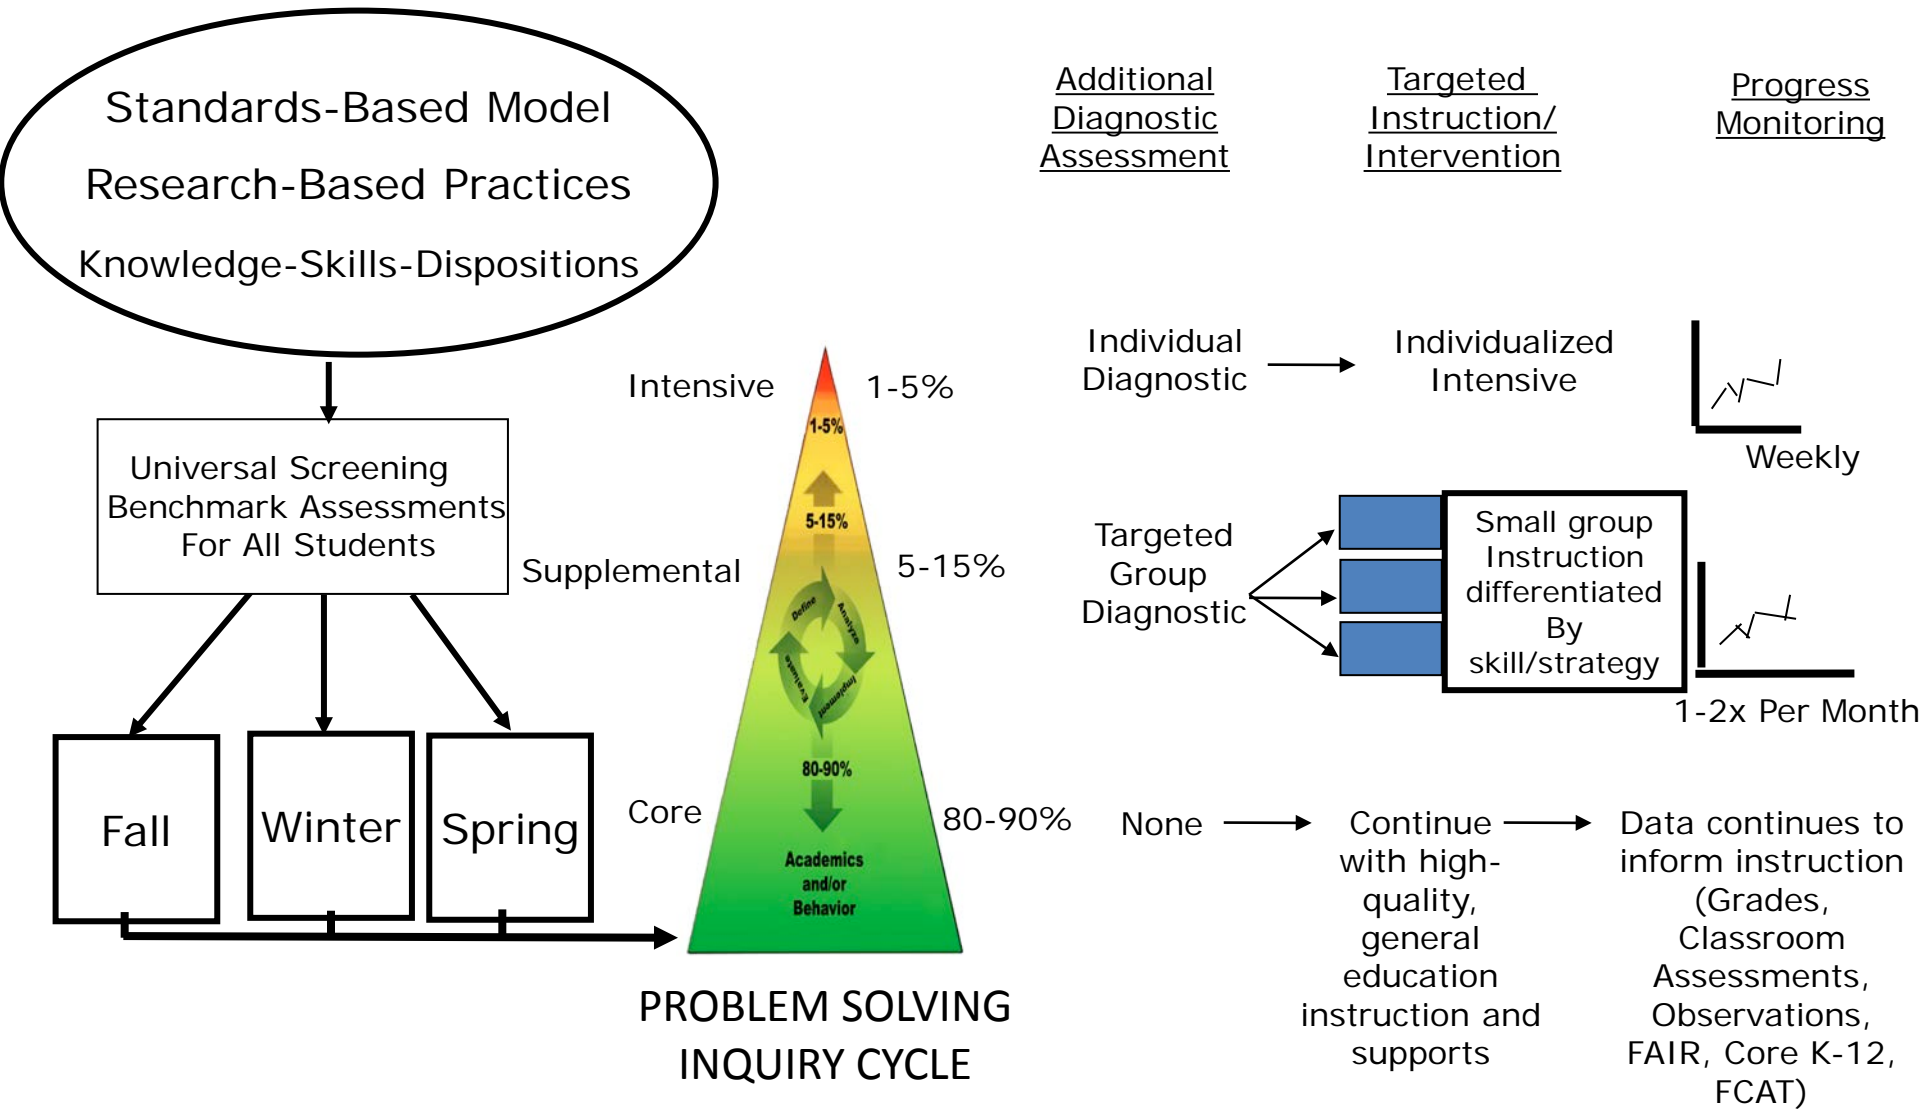 Standards-Based Model
Research-Based Practices
Knowledge-Skills-Dispositions
Universal Screening
Benchmark Assessments
For All Students
Fall
Winter
Spring
Intensive
1-5%
Supplemental
5-15%
Core
80-90%
1-5%
5-15%
Define
Analyze
Implement
Evaluate
80-90%
Academics
and/or
Behavior
PROBLEM SOLVING
INQUIRY CYCLE
Additional
Diagnostic
Assessment
Targeted
Instruction/
Intervention
Progress
Monitoring
Individual
Diagnostic
Individualized
Intensive
Weekly
Targeted
Group
Diagnostic
Small group
Instruction
differentiated
By
skill/strategy
1-2x Per Month
None
Continue
with high-
quality,
general
education
instruction and
supports
Data continues to
inform instruction
(Grades,
Classroom
Assessments,
Observations,
FAIR, Core K-12,
FCAT)